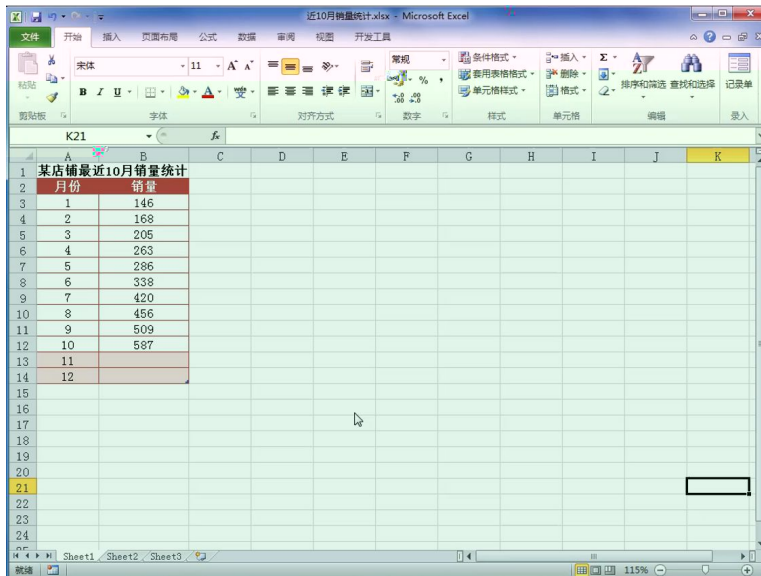 近10月销量统计.xlsx - Microsoft Excel
文件 开始 插入 页面布局 公式 数据 审阅 视图 开发工具
粘贴 宋体 11 A A 常规 条件格式 插入 Σ
套用表格格式 删除 排序和筛选 查找和选择 记录单
B I U A 变 % , 单元格样式 格式
.0 .00 .00 .0
剪贴板 字体 对齐方式 数字 样式 单元格 编辑 录入
K21 fx
A B C D E F G H I J K
1 某店铺最近10月销量统计
2 月份 销量
3 1 146
4 2 168
5 3 205
6 4 263
7 5 286
8 6 338
9 7 420
10 8 456
11 9 509
12 10 587
13 11
14 12
15
16
17
18
19
20
21
22
23
24
25
Sheet1 Sheet2 Sheet3
就绪 115%